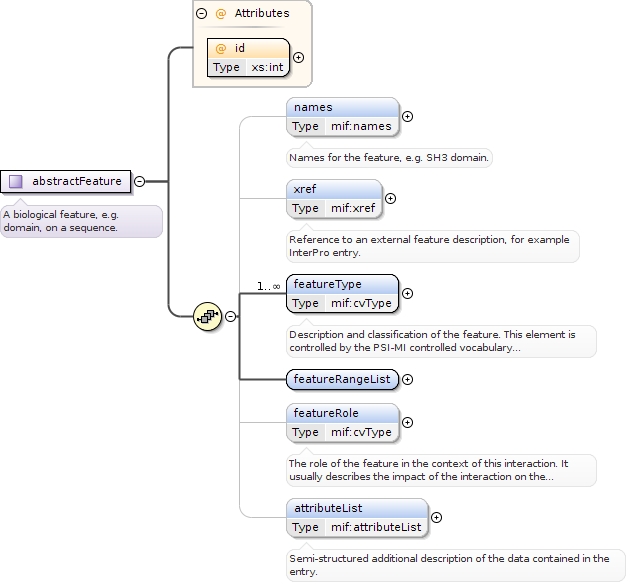 @ Attributes
@ id
Type xs:int
names
Type mif:names
Names for the feature, e.g. SH3 domain.
abstractFeature
xref
Type mif:xref
A biological feature, e.g.
domain, on a sequence.
Reference to an external feature description, for example
InterPro entry.
1..∞
featureType
Type mif:cvType
Description and classification of the feature. This element is
controlled by the PSI-MI controlled vocabulary...
featureRangeList
featureRole
Type mif:cvType
The role of the feature in the context of this interaction. It
usually describes the impact of the interaction on the...
attributeList
Type mif:attributeList
Semi-structured additional description of the data contained in the
entry.